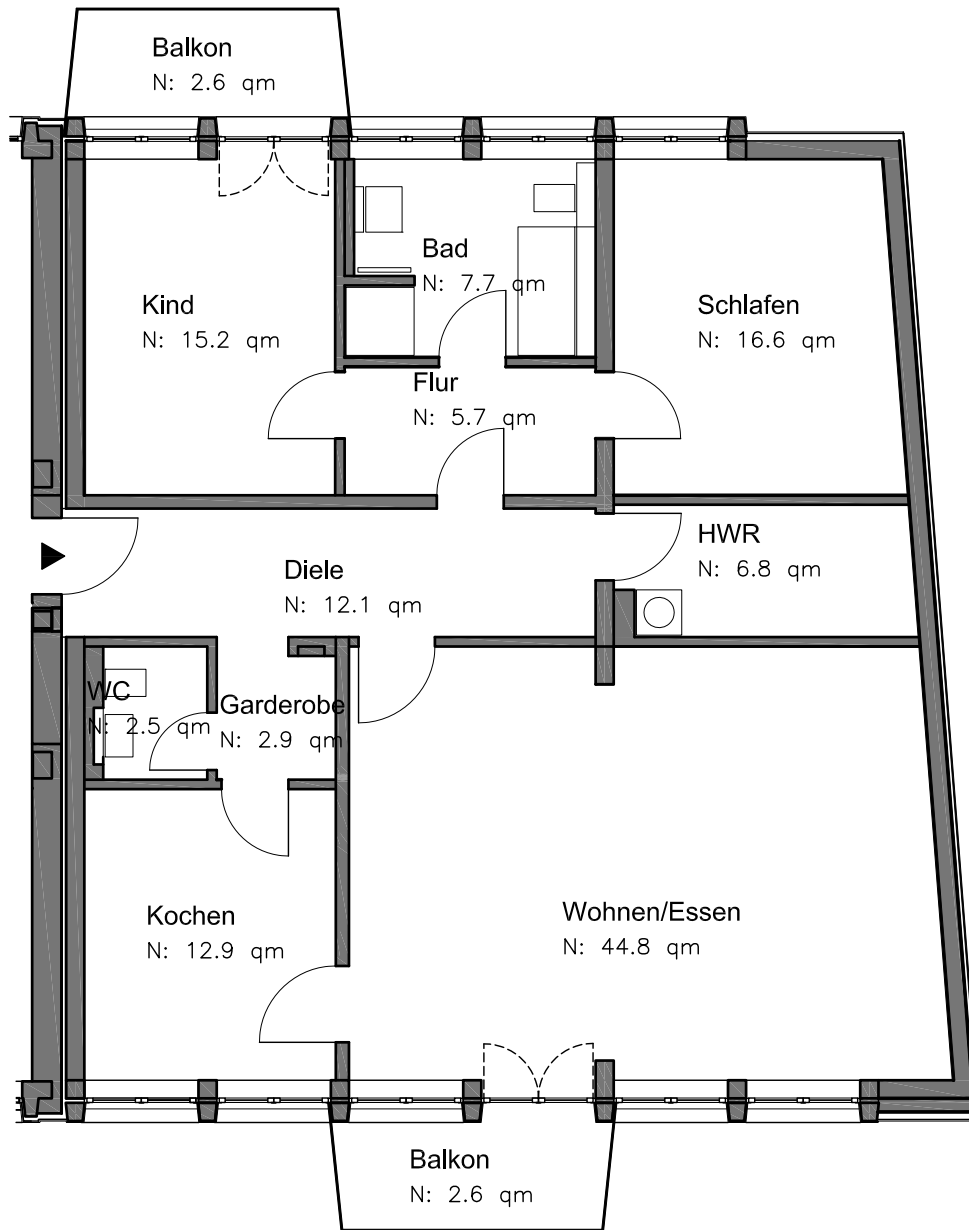 Balkon
N: 2.6 qm
Bad
N: 7.7 qm
Kind
N: 15.2 qm
Schlafen
N: 16.6 qm
Flur
N: 5.7 qm
HWR
N: 6.8 qm
Diele
N: 12.1 qm
WC
N: 2.5 qm
Garderobe
N: 2.9 qm
Kochen
N: 12.9 qm
Wohnen/Essen
N: 44.8 qm
Balkon
N: 2.6 qm